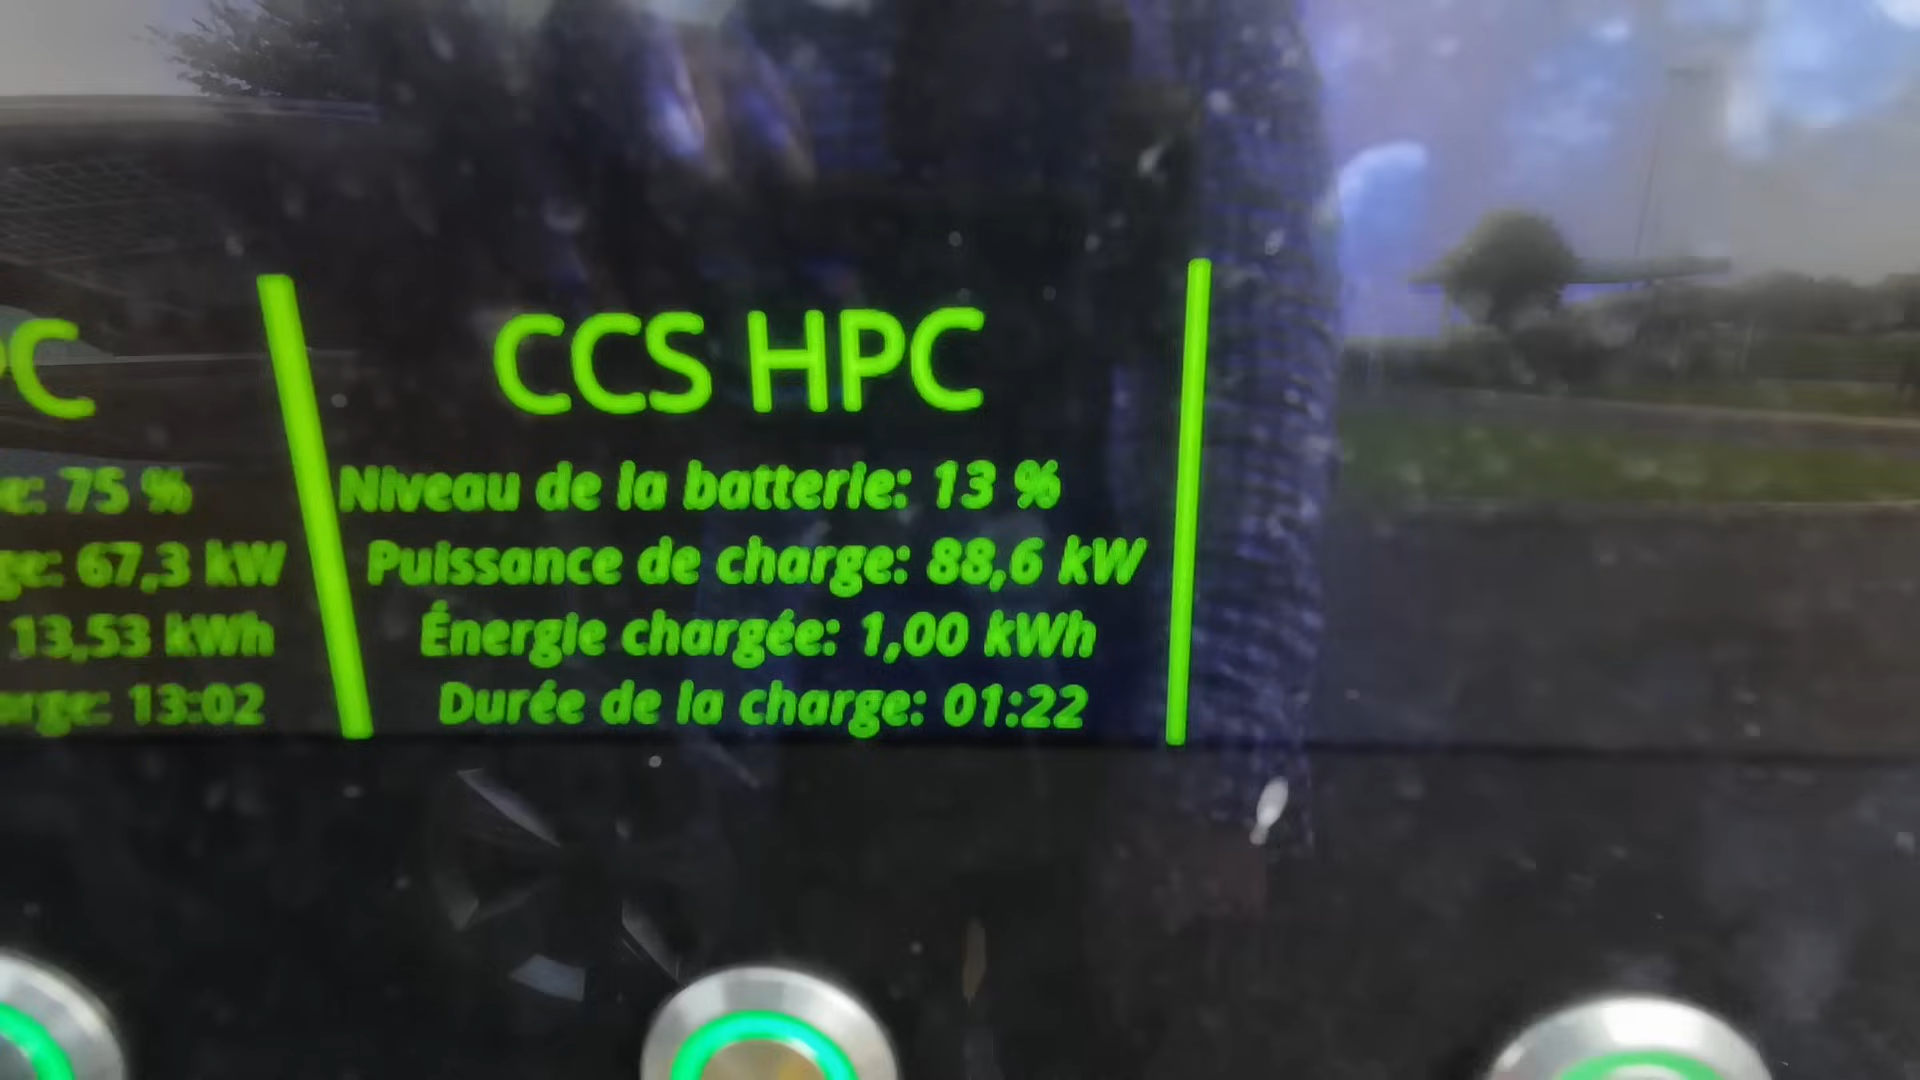 PC
e: 75 %
ge: 67,3 kW
13,53 kWh
arge: 13:02
CCS HPC
Niveau de la batterie: 13 %
Puissance de charge: 88,6 kW
Énergie chargée: 1,00 kWh
Durée de la charge: 01:22